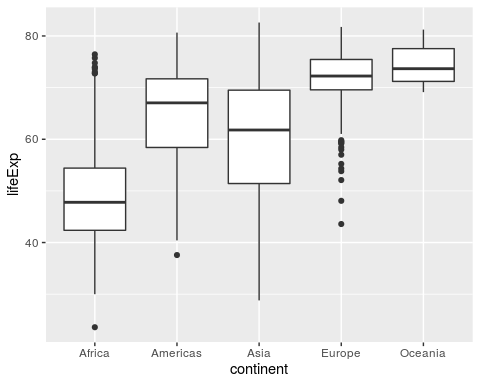 80
60
40
lifeExp
Africa Americas Asia Europe Oceania
continent